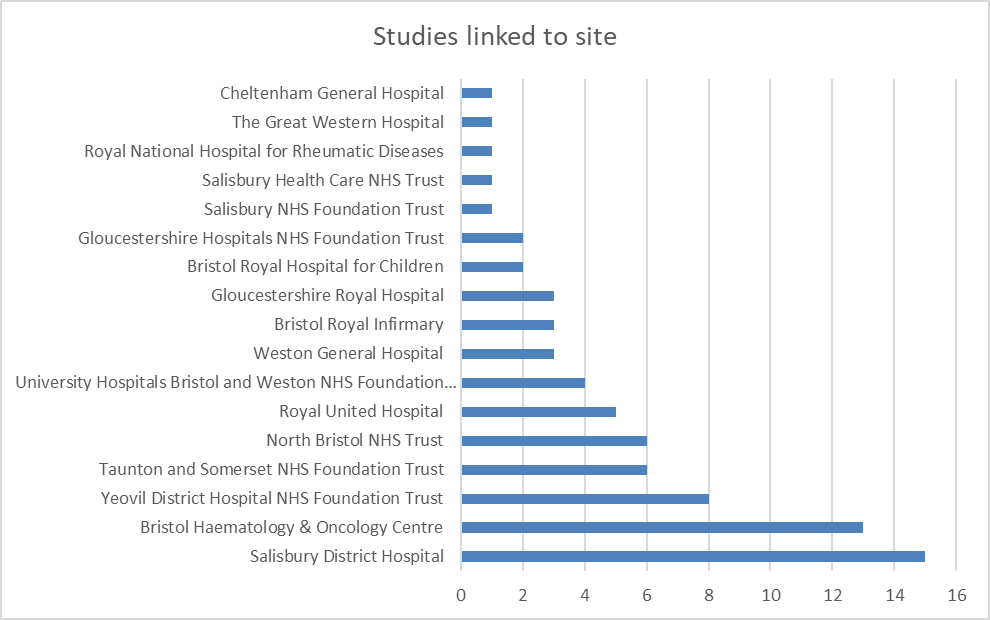 Studies linked to site
Cheltenham General Hospital
The Great Western Hospital
Royal National Hospital for Rheumatic Diseases
Salisbury Health Care NHS Trust
Salisbury NHS Foundation Trust
Gloucestershire Hospitals NHS Foundation Trust
Bristol Royal Hospital for Children
Gloucestershire Royal Hospital
Bristol Royal Infirmary
Weston General Hospital
University Hospitals Bristol and Weston NHS Foundation...
Royal United Hospital
North Bristol NHS Trust
Taunton and Somerset NHS Foundation Trust
Yeovil District Hospital NHS Foundation Trust
Bristol Haematology & Oncology Centre
Salisbury District Hospital
0 2 4 6 8 10 12 14 16